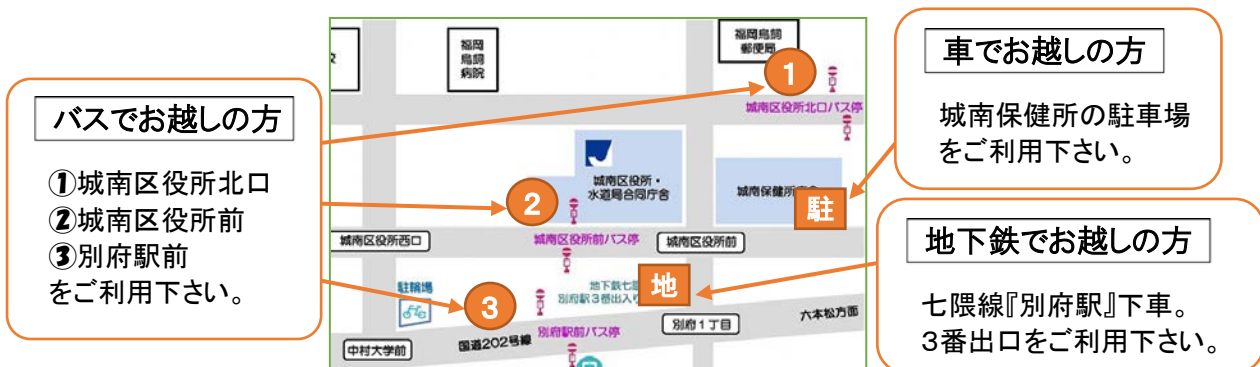 バスでお越しの方
①城南区役所北口
②城南区役所前
③別府駅前
をご利用下さい。
福岡
鳥飼
病院
福岡鳥飼
郵便局
1
城南区役所北口バス停
城南区役所・
水道局合同庁舎
城南保健所
駐
2
城南区役所西口
城南区役所前バス停
城南区役所前
駐輪場
地下鉄七
別府駅3番出入
地
3
別府駅前バス停
別府1丁目
六本松方面
中村大学前
国道202号線
車でお越しの方
城南保健所の駐車場
をご利用下さい。
地下鉄でお越しの方
七隈線『別府駅』下車。
3番出口をご利用下さい。